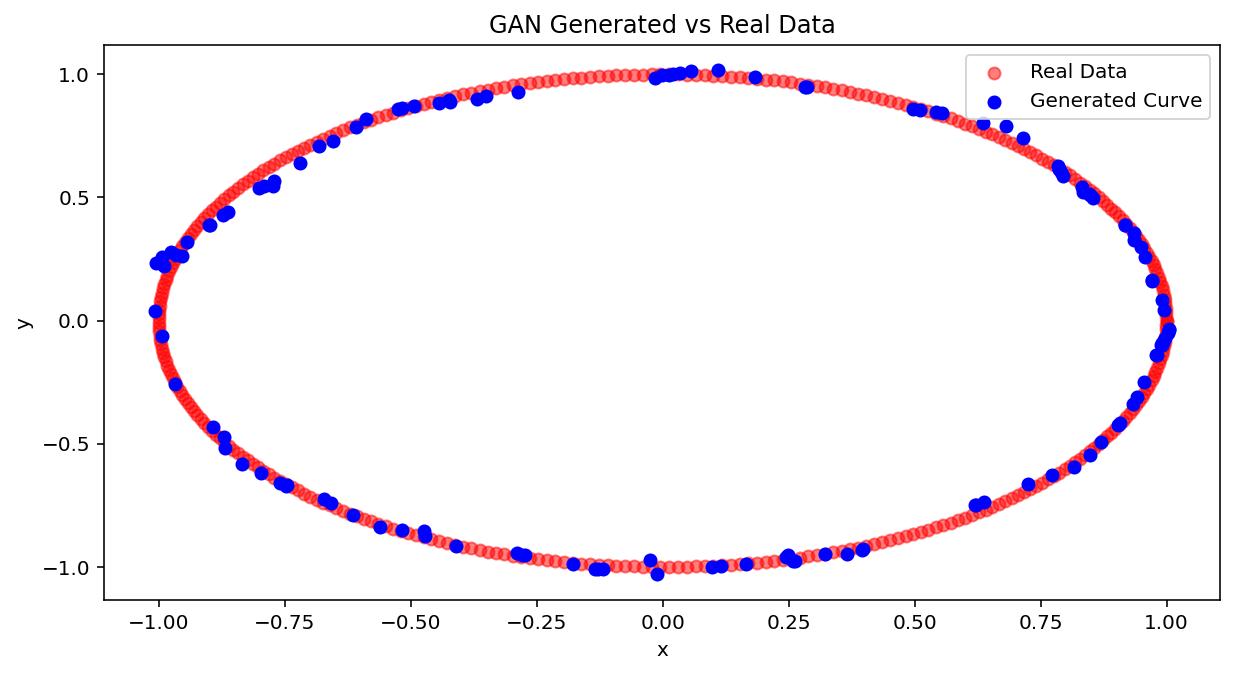 GAN Generated vs Real Data
Real Data
Generated Curve
1.0
0.5
0.0
−0.5
−1.0
y
−1.00 −0.75 −0.50 −0.25 0.00 0.25 0.50 0.75 1.00
x